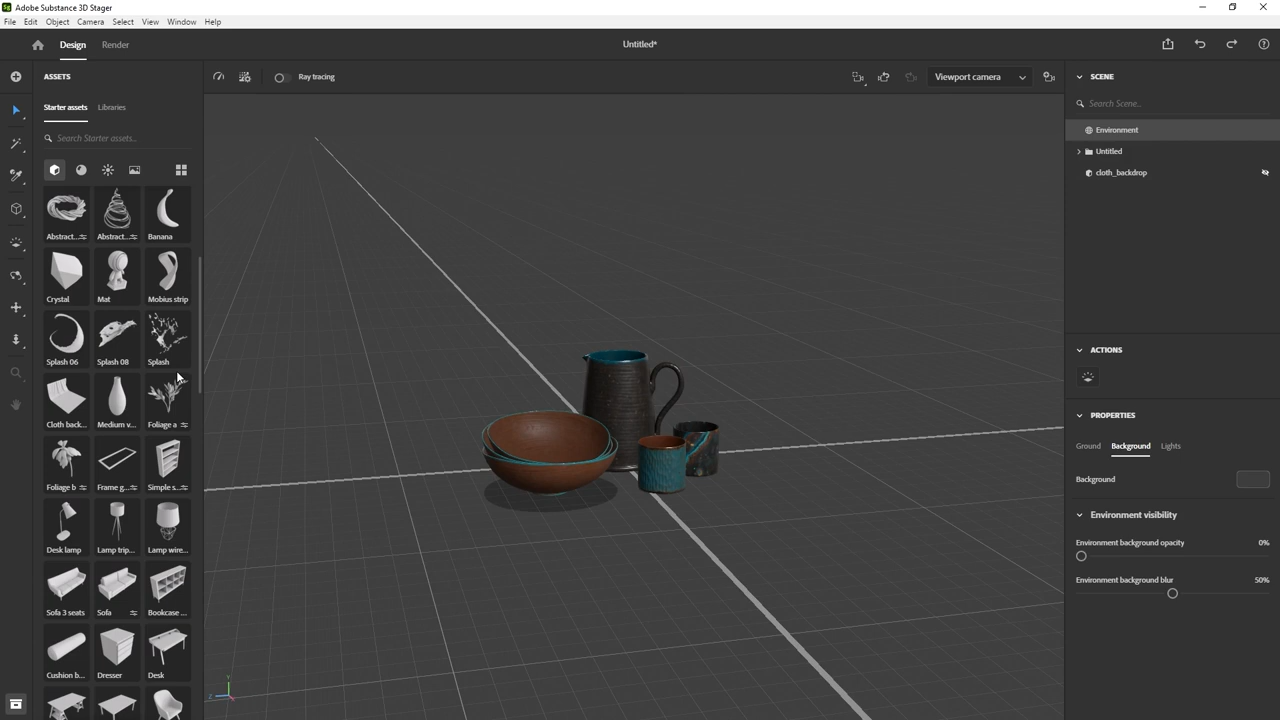 Adobe Substance 3D Stager
File Edit Object Camera Select View Window Help
Design Render Untitled*
ASSETS
Starter assets Libraries
Search Starter assets...
Abstract... Abstract... Banana
Crystal Mat Mobius strip
Splash 06 Splash 08 Splash
Cloth back... Medium v... Foliage a
Foliage b Frame g... Simple s...
Desk lamp Lamp trip... Lamp wire...
Sofa 3 seats Sofa Bookcase ...
Cushion b... Dresser Desk
Ray tracing
Viewport camera
SCENE
Search Scene...
Environment
Untitled
cloth_backdrop
ACTIONS
PROPERTIES
Ground Background Lights
Background
Environment visibility
Environment background opacity 0%
Environment background blur 50%